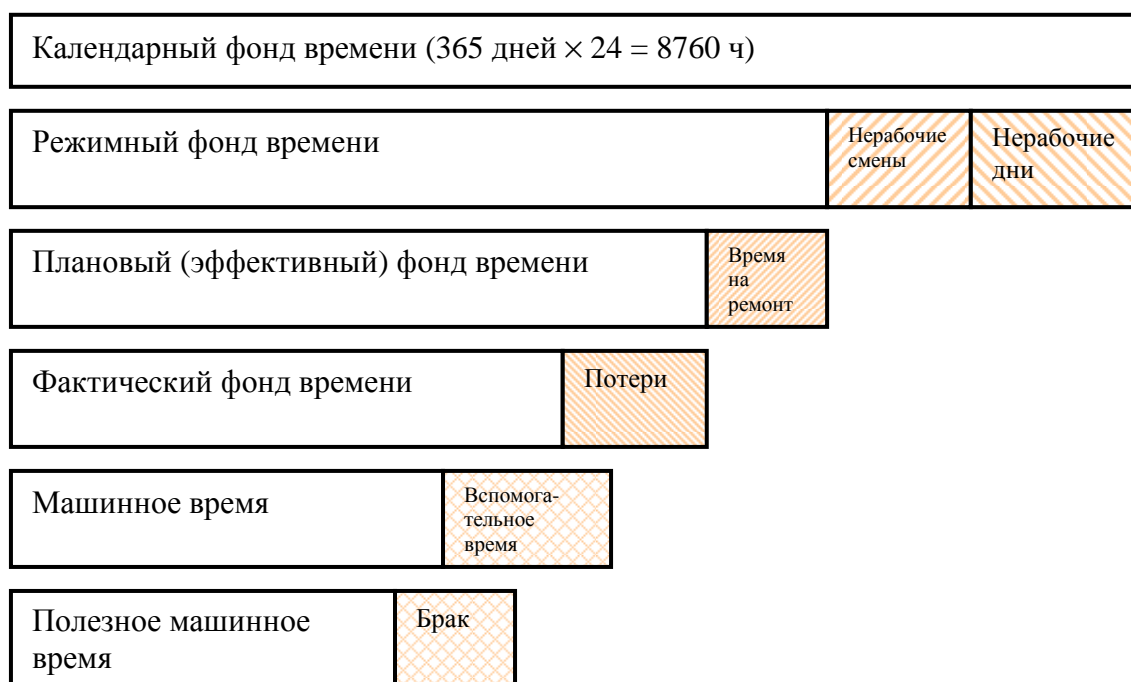 Календарный фонд времени (365 дней × 24 = 8760 ч)
Режимный фонд времени
Нерабочие
смены
Нерабочие
дни
Плановый (эффективный) фонд времени
Время
на
ремонт
Фактический фонд времени
Потери
Машинное время
Вспомога-
тельное
время
Полезное машинное
время
Брак